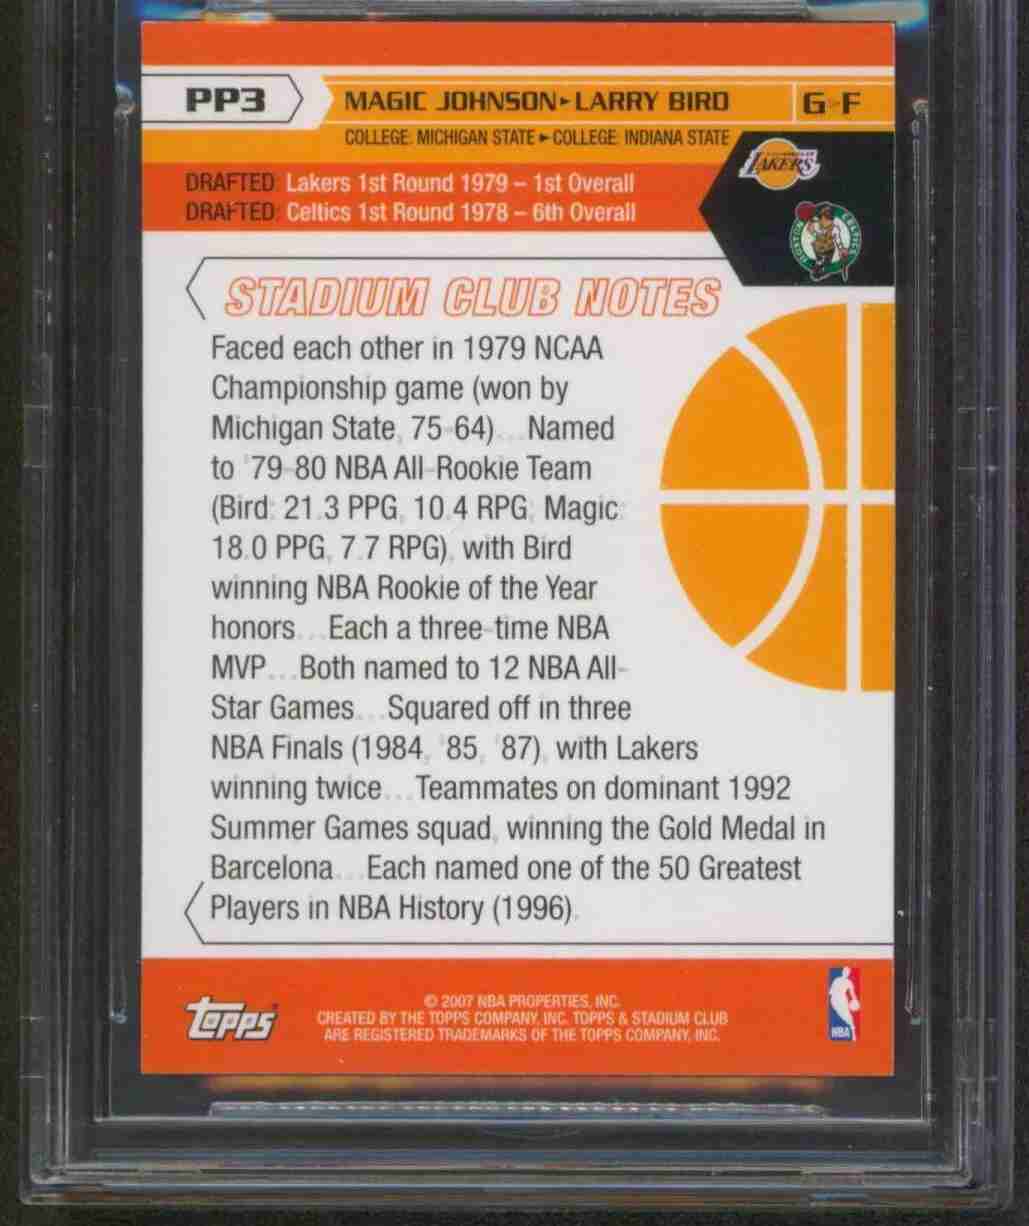 PP3
MAGIC JOHNSON ► LARRY BIRD
G-F
COLLEGE: MICHIGAN STATE ► COLLEGE: INDIANA STATE
LAKERS
DRAFTED: Lakers 1st Round 1979 – 1st Overall
DRAFTED: Celtics 1st Round 1978 – 6th Overall
BOSTON CELTICS
STADIUM CLUB NOTES
Faced each other in 1979 NCAA
Championship game (won by
Michigan State, 75-64)...Named
to '79-80 NBA All-Rookie Team
(Bird: 21.3 PPG, 10.4 RPG; Magic:
18.0 PPG, 7.7 RPG), with Bird
winning NBA Rookie of the Year
honors...Each a three-time NBA
MVP...Both named to 12 NBA All-
Star Games...Squared off in three
NBA Finals (1984, '85, '87), with Lakers
winning twice...Teammates on dominant 1992
Summer Games squad, winning the Gold Medal in
Barcelona...Each named one of the 50 Greatest
Players in NBA History (1996).
topps
© 2007 NBA PROPERTIES, INC.
CREATED BY THE TOPPS COMPANY, INC. TOPPS & STADIUM CLUB
ARE REGISTERED TRADEMARKS OF THE TOPPS COMPANY, INC.
NBA